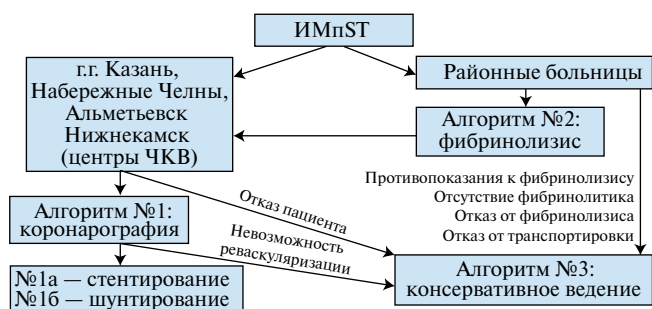 ИМпST
г.г. Казань,
Набережные Челны,
Альметьевск
Нижнекамск
(центры ЧКВ)
Районные больницы
Алгоритм №2:
фибринолизис
Противопоказания к фибринолизису
Отсутствие фибринолитика
Отказ от фибринолизиса
Отказ от транспортировки
Отказ пациента
Невозможность
реваскуляризации
Алгоритм №1:
коронарография
№1а — стентирование
№1б — шунтирование
Алгоритм №3:
консервативное ведение